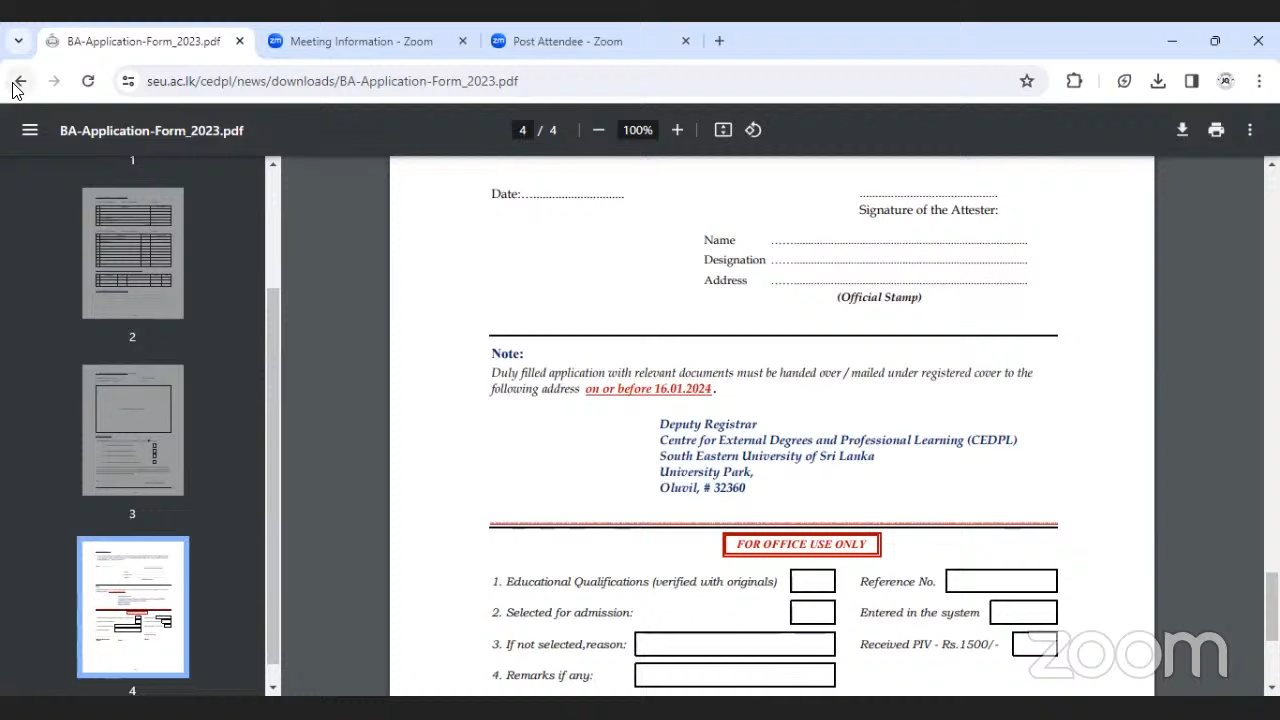 BA-Application-Form_2023.pdf
Meeting Information - Zoom
Post Attendee - Zoom
seu.ac.lk/cedpl/news/downloads/BA-Application-Form_2023.pdf
BA-Application-Form_2023.pdf
4 / 4
100%
1
2
3
4
Date:.................................
.........................................
Signature of the Attester:
Name ................................................................................
Designation ................................................................................
Address ................................................................................
(Official Stamp)
Note:
Duly filled application with relevant documents must be handed over / mailed under registered cover to the
following address on or before 16.01.2024 .
Deputy Registrar
Centre for External Degrees and Professional Learning (CEDPL)
South Eastern University of Sri Lanka
University Park,
Oluvil, # 32360
FOR OFFICE USE ONLY
1. Educational Qualifications (verified with originals)
Reference No.
2. Selected for admission:
Entered in the system
3. If not selected,reason:
Received PIV - Rs.1500/-
4. Remarks if any:
zoom